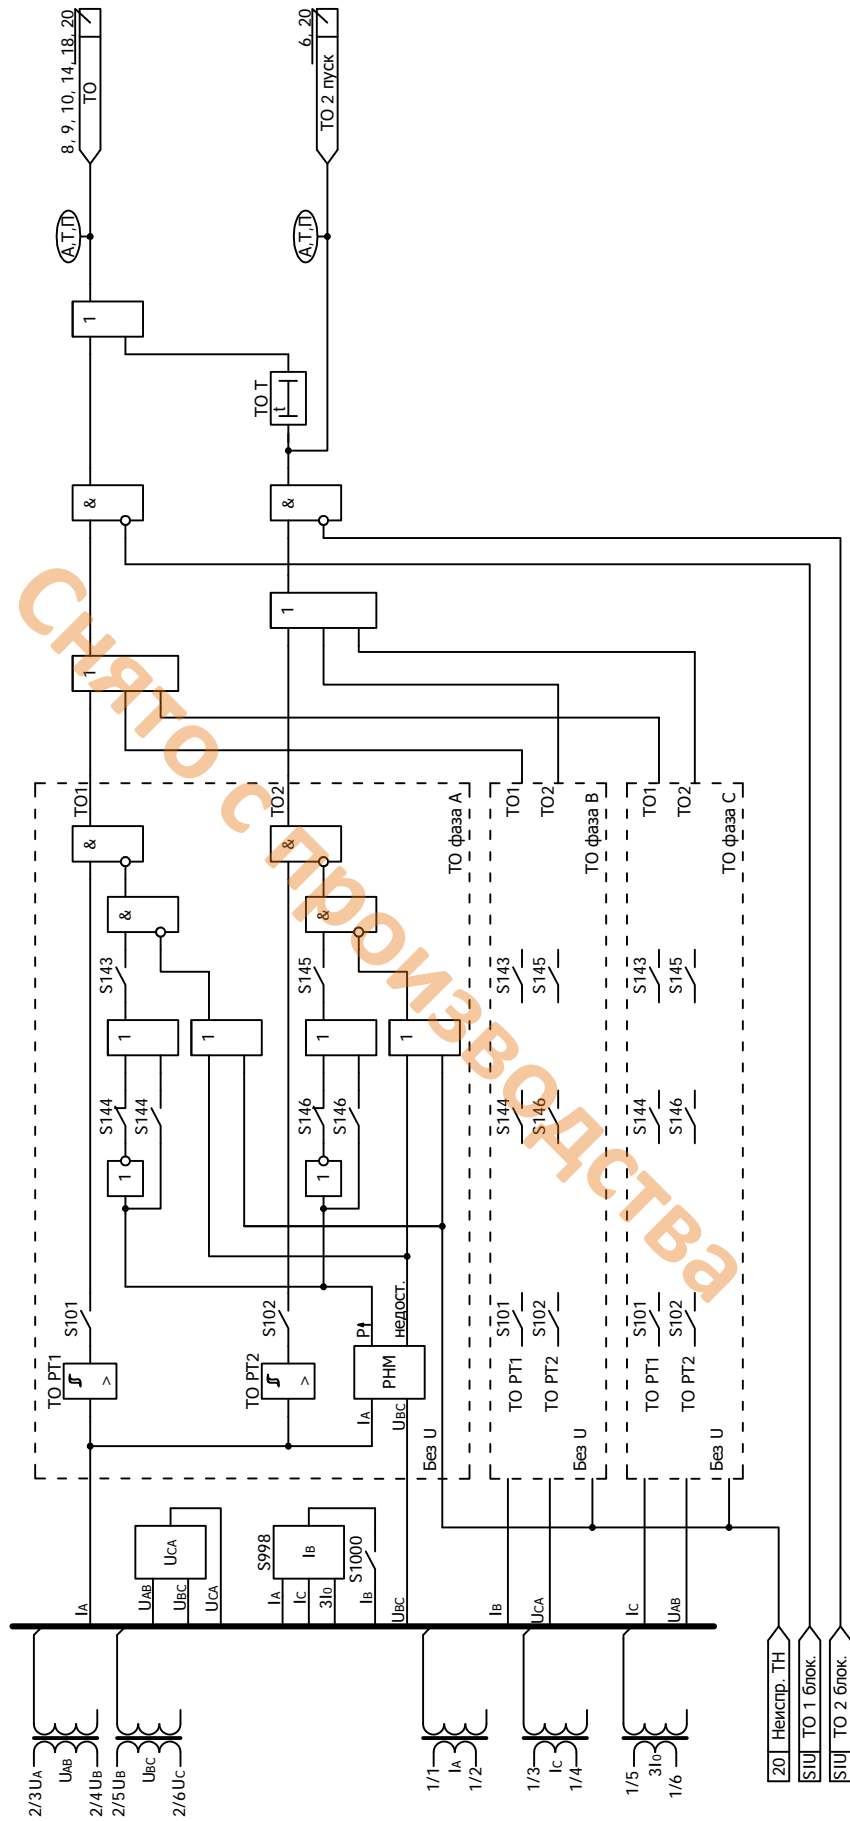 8, 9, 10, 14, 18, 20
ТО
6, 20
ТО 2 пуск
А,Т,П
А,Т,П
1
ТО Т
t
&
&
1
1
ТО1
ТО2
ТО фаза А
&
&
&
&
S143
S145
1
1
1
1
S144
S144
S146
S146
1
1
S101
S102
ТО РТ1
>
ТО РТ2
>
P
недост.
РНМ
IA
UBC
Без U
ТО1
ТО2
ТО фаза В
S143
S145
S144
S146
S101
S102
ТО РТ1
ТО РТ2
Без U
ТО1
ТО2
ТО фаза С
S143
S145
S144
S146
S101
S102
ТО РТ1
ТО РТ2
Без U
IA
UCA
UAB
UBC
UCA
S998
IB
IA
IC
3I0
S1000
IB
UBC
IB
UCA
IC
UAB
2/3 UA
UAB
2/4 UB
2/5 UB
UBC
2/6 UC
1/1
IA
1/2
1/3
IC
1/4
1/5
3I0
1/6
20 Неиспр. ТН
SIU ТО 1 блок.
SIU ТО 2 блок.
Снято с производства